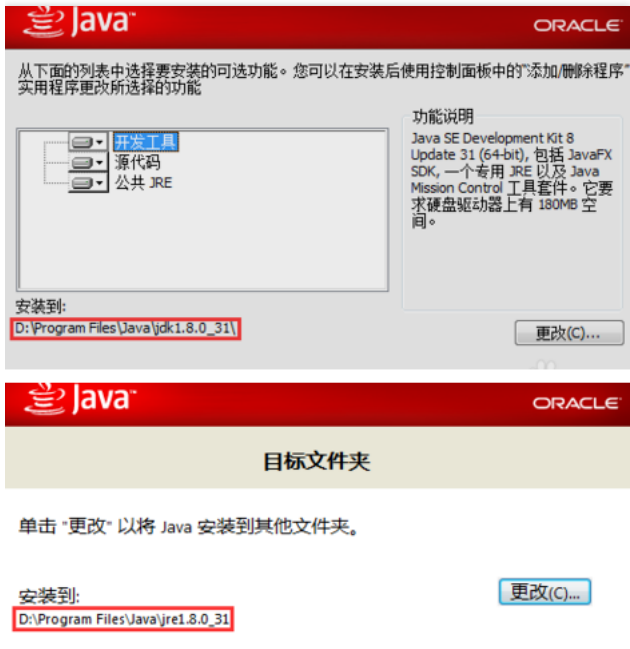 Java™
ORACLE®
从下面的列表中选择要安装的可选功能。您可以在安装后使用控制面板中的"添加/删除程序"
实用程序更改所选择的功能
开发工具
源代码
公共 JRE
功能说明
Java SE Development Kit 8
Update 31 (64-bit), 包括 JavaFX
SDK, 一个专用 JRE 以及 Java
Mission Control 工具套件。它要
求硬盘驱动器上有 180MB 空
间。
安装到:
D:\Program Files\Java\jdk1.8.0_31\
更改(C)...
Java™
ORACLE®
目标文件夹
单击 "更改" 以将 Java 安装到其他文件夹。
安装到:
更改(C)...
D:\Program Files\Java\jre1.8.0_31